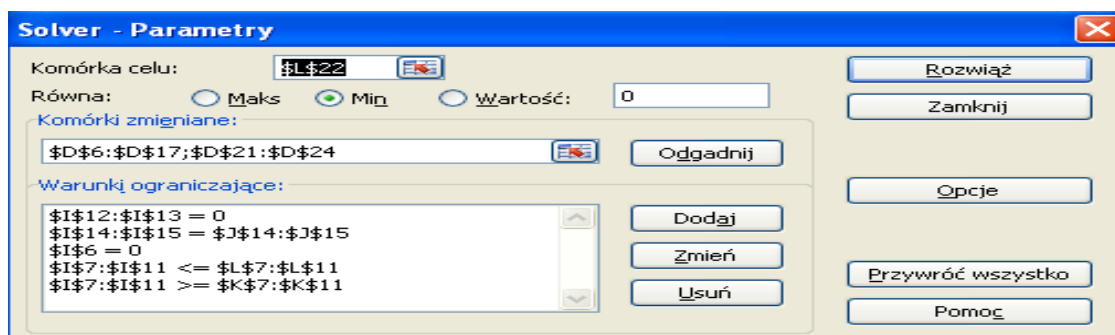 Solver - Parametry
Komórka celu: $L$22 Rozwiąż
Równa: Maks Min Wartość: 0 Zamknij
Komórki zmieniane:
$D$6:$D$17;$D$21:$D$24 Odgadnij
Warunki ograniczające: Opcje
$I$12:$I$13 = 0 Dodaj
$I$14:$I$15 = $J$14:$J$15
$I$6 = 0 Zmień
$I$7:$I$11 <= $L$7:$L$11 Przywróć wszystko
$I$7:$I$11 >= $K$7:$K$11 Usuń
Pomoc